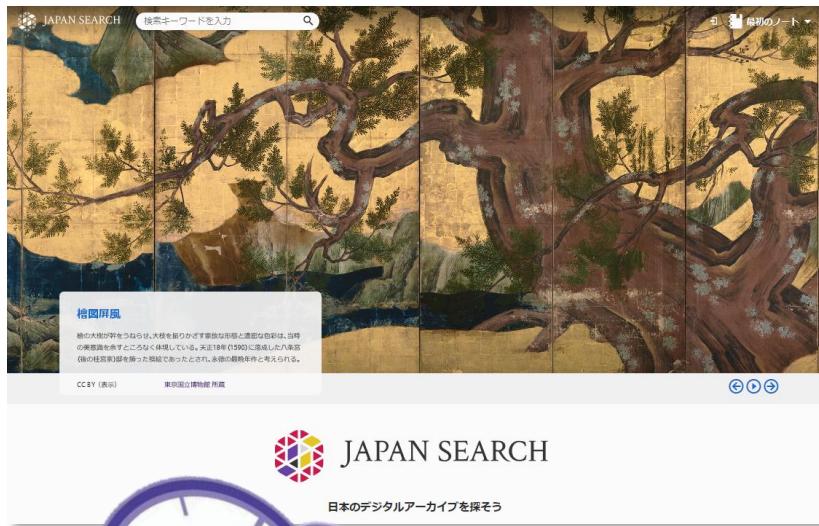 JAPAN SEARCH
検索キーワードを入力
最初のノート
檜図屏風
檜の大樹が幹をうねらせ、大枝を振りかざす豪放な形態と濃密な色彩は、当時
の美意識を余すところなく体現している。天正18年(1590)に落成した八条宮
(後の桂宮家)邸を飾った襖絵であったとされ、永徳の最晩年作と考えられる。
CC BY (表示)
東京国立博物館 所蔵
JAPAN SEARCH
日本のデジタルアーカイブを探そう